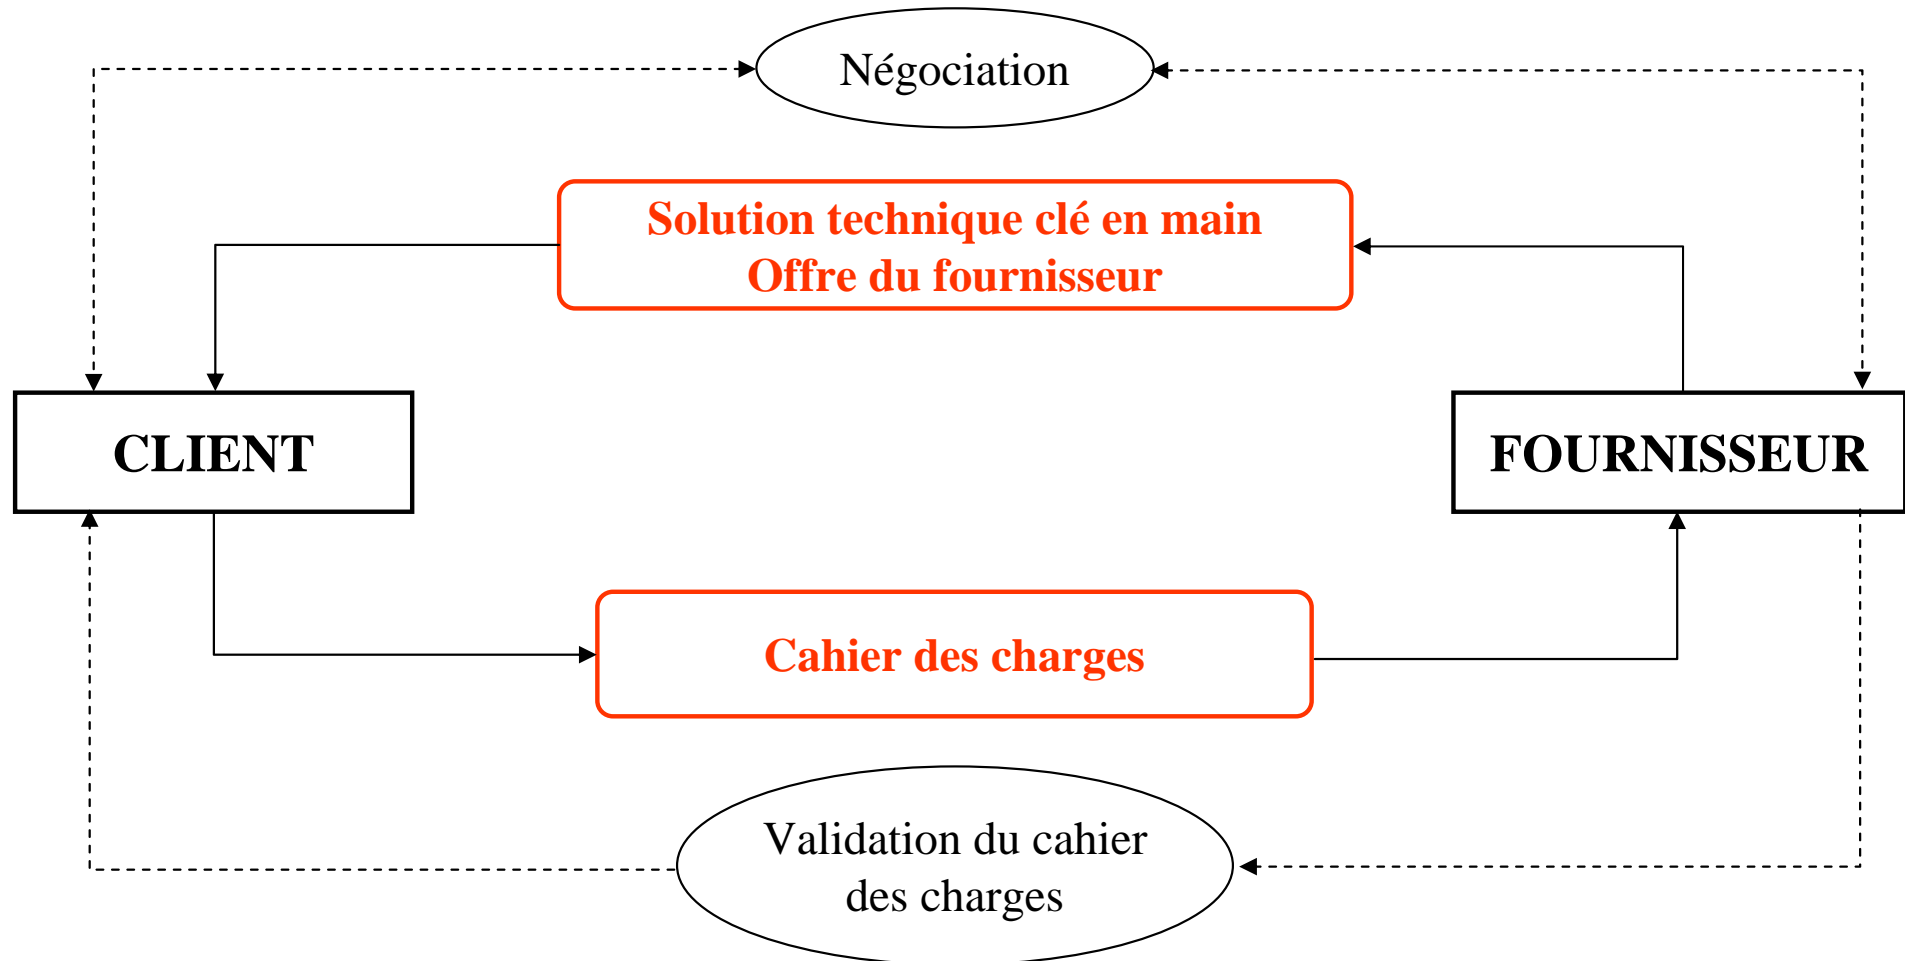 Négociation
Solution technique clé en main
Offre du fournisseur
CLIENT
FOURNISSEUR
Cahier des charges
Validation du cahier
des charges